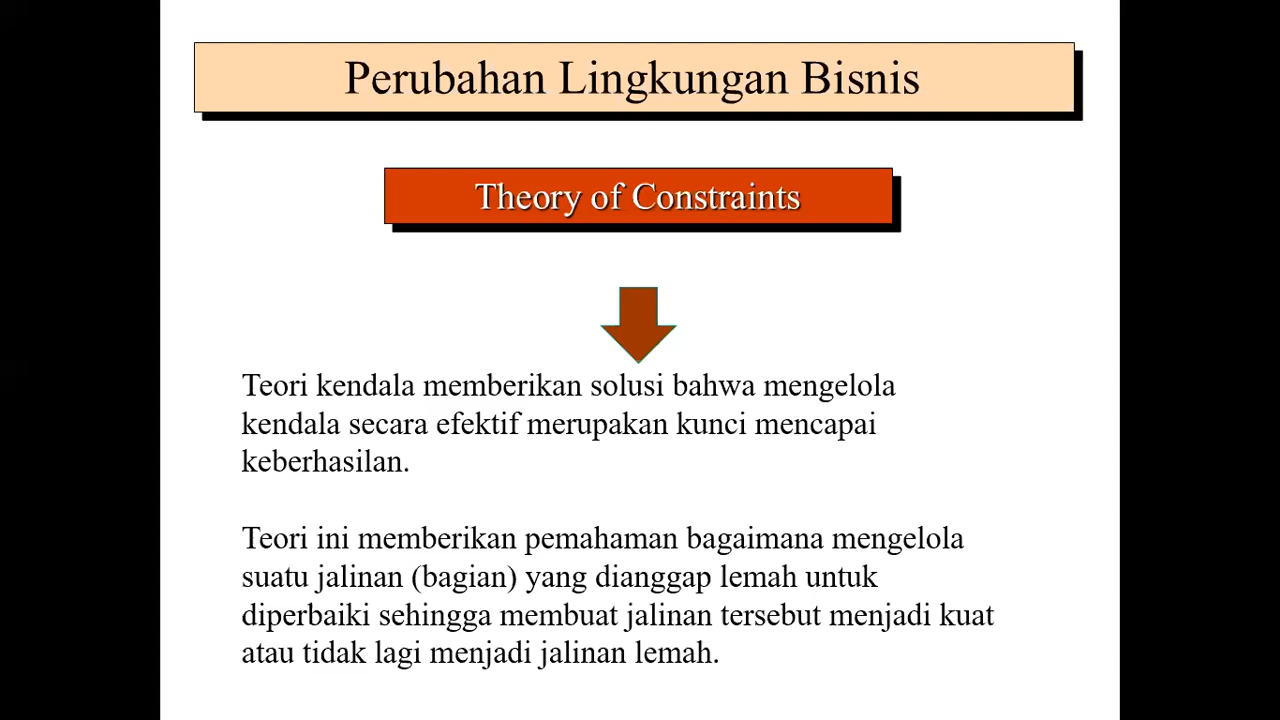 Perubahan Lingkungan Bisnis
Theory of Constraints
Teori kendala memberikan solusi bahwa mengelola
kendala secara efektif merupakan kunci mencapai
keberhasilan.
Teori ini memberikan pemahaman bagaimana mengelola
suatu jalinan (bagian) yang dianggap lemah untuk
diperbaiki sehingga membuat jalinan tersebut menjadi kuat
atau tidak lagi menjadi jalinan lemah.